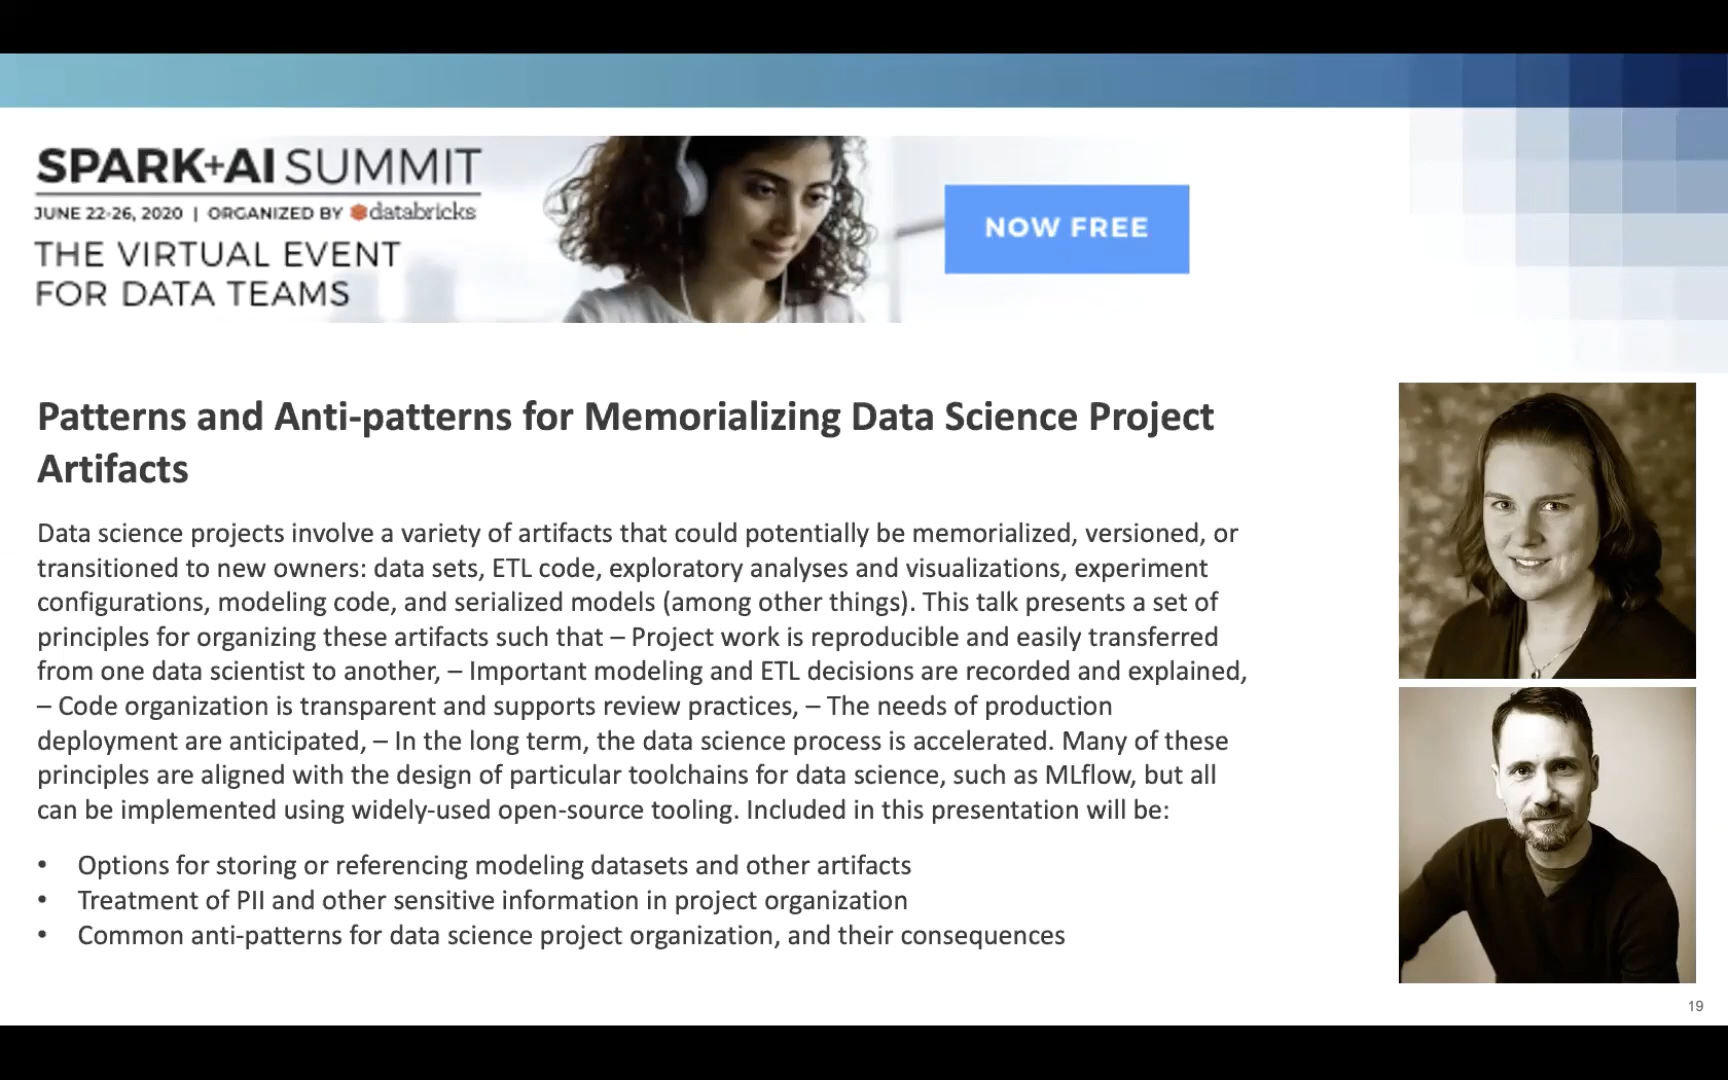 SPARK+AI SUMMIT
JUNE 22-26, 2020 | ORGANIZED BY databricks
THE VIRTUAL EVENT
FOR DATA TEAMS
NOW FREE
Patterns and Anti-patterns for Memorializing Data Science Project
Artifacts
Data science projects involve a variety of artifacts that could potentially be memorialized, versioned, or
transitioned to new owners: data sets, ETL code, exploratory analyses and visualizations, experiment
configurations, modeling code, and serialized models (among other things). This talk presents a set of
principles for organizing these artifacts such that – Project work is reproducible and easily transferred
from one data scientist to another, – Important modeling and ETL decisions are recorded and explained,
– Code organization is transparent and supports review practices, – The needs of production
deployment are anticipated, – In the long term, the data science process is accelerated. Many of these
principles are aligned with the design of particular toolchains for data science, such as MLflow, but all
can be implemented using widely-used open-source tooling. Included in this presentation will be:
• Options for storing or referencing modeling datasets and other artifacts
• Treatment of PII and other sensitive information in project organization
• Common anti-patterns for data science project organization, and their consequences
19